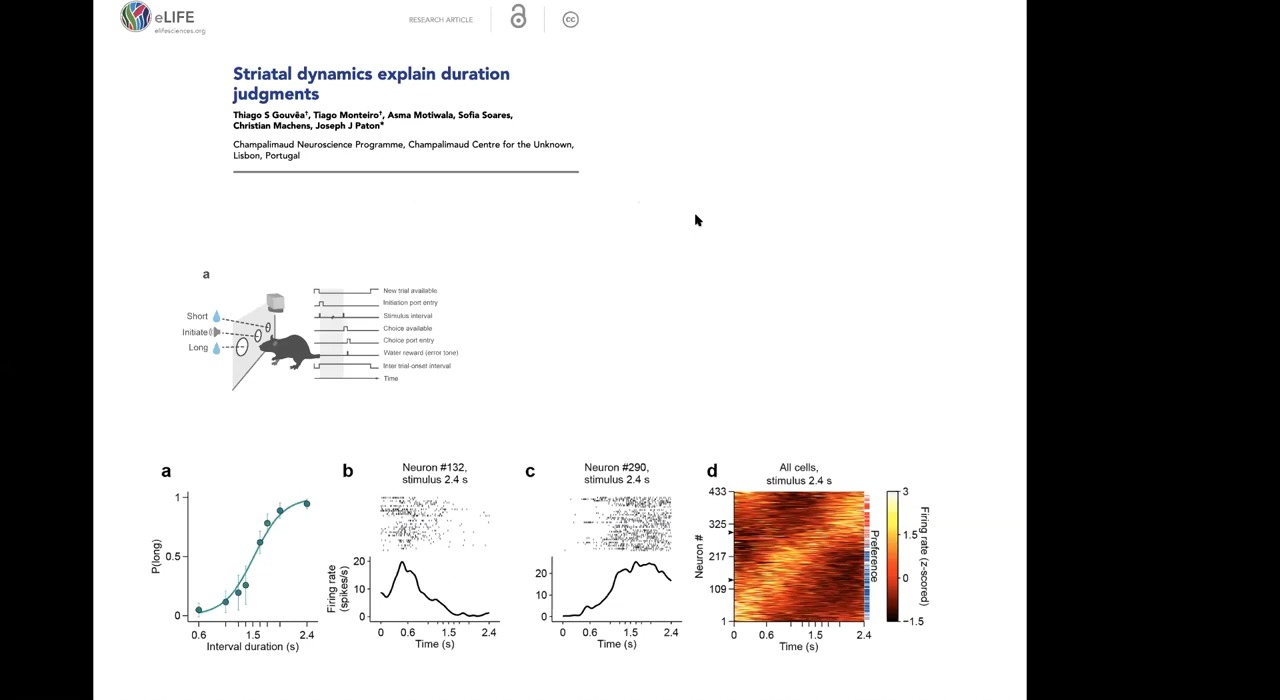 eLIFE
elifesciences.org
RESEARCH ARTICLE
cc
Striatal dynamics explain duration
judgments
Thiago S Gouvêa†, Tiago Monteiro†, Asma Motiwala, Sofia Soares,
Christian Machens, Joseph J Paton*
Champalimaud Neuroscience Programme, Champalimaud Centre for the Unknown,
Lisbon, Portugal
a
Short
Initiate
Long
New trial available
Initiation port entry
Stimulus interval
Choice available
Choice port entry
Water reward (error tone)
Inter trial-onset interval
Time
a
P(long)
1
0.5
0
0.6
1.5
2.4
Interval duration (s)
b
Neuron #132,
stimulus 2.4 s
Firing rate
(spikes/s)
20
10
0
0
0.6
1.5
2.4
Time (s)
c
Neuron #290,
stimulus 2.4 s
20
10
0
0
0.6
1.5
2.4
Time (s)
d
All cells,
stimulus 2.4 s
Neuron #
433
325
217
109
1
0
0.6
1.5
2.4
Time (s)
Preference
3
1.5
0
−1.5
Firing rate (z-scored)